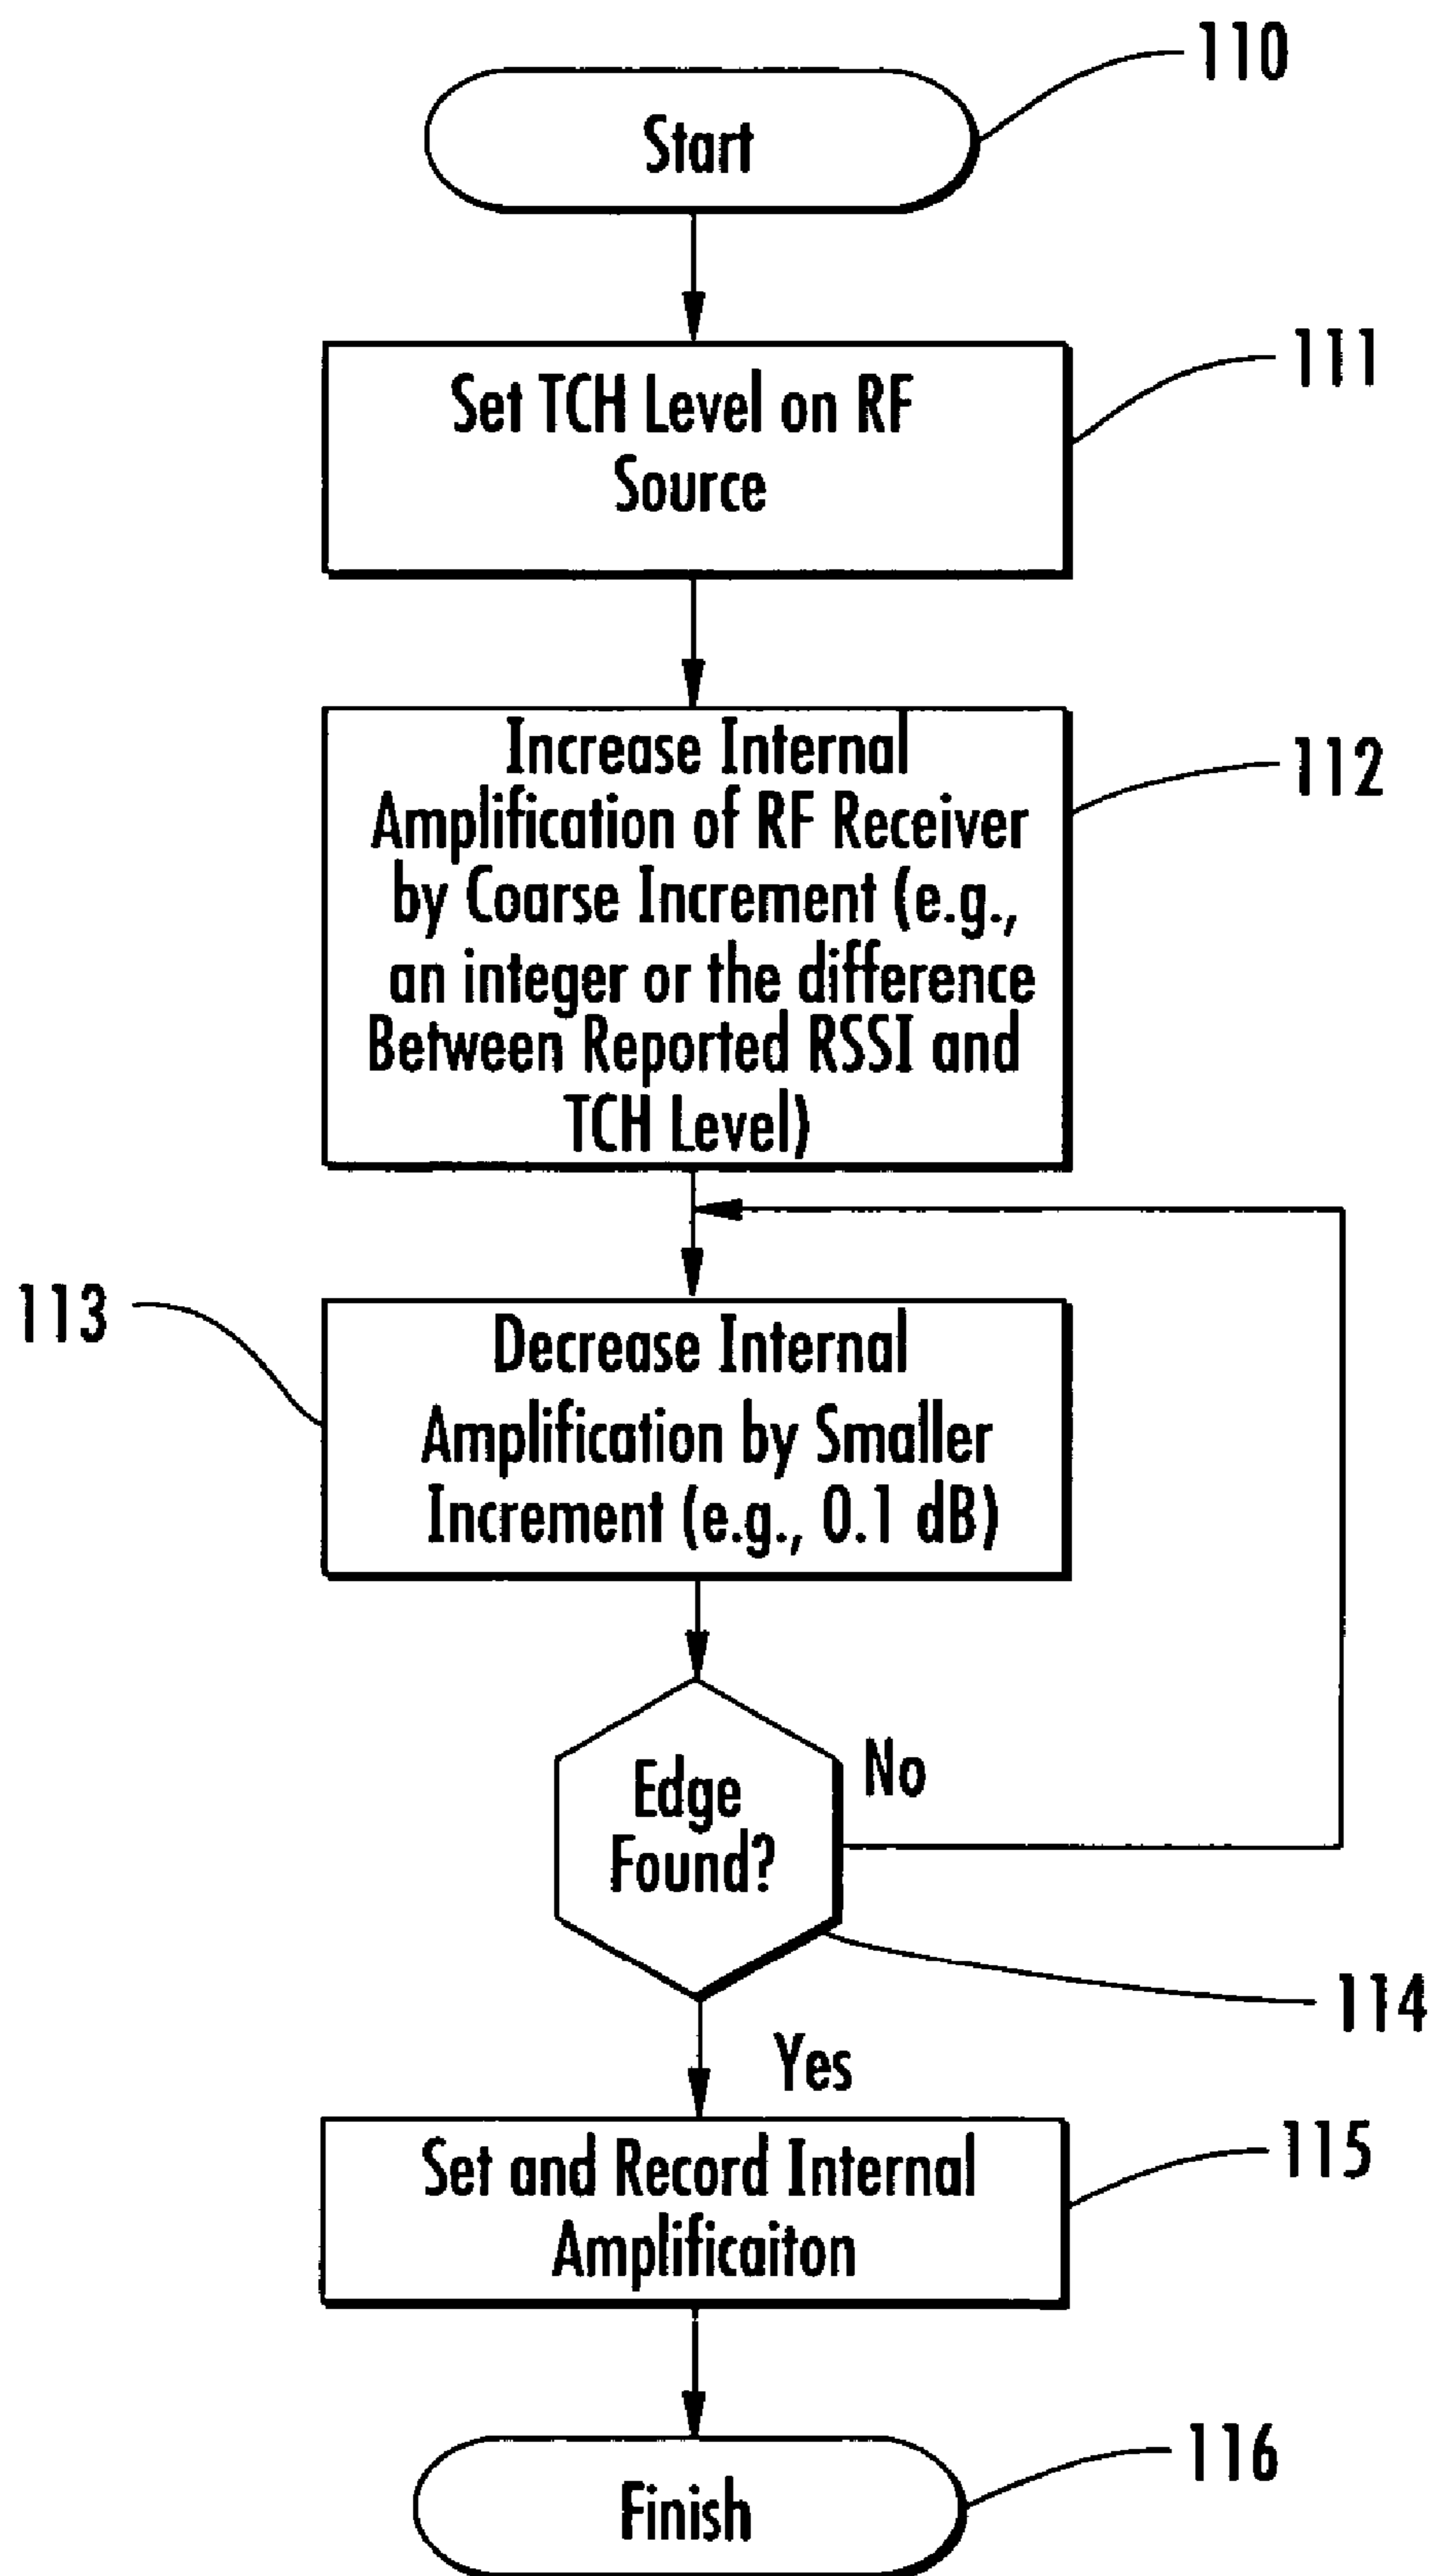 110
Start
111
Set TCH Level on RF
Source
112
Increase Internal
Amplification of RF Receiver
by Coarse Increment (e.g.,
an integer or the difference
Between Reported RSSI and
TCH Level)
113
Decrease Internal
Amplification by Smaller
Increment (e.g., 0.1 dB)
No
Edge
Found?
114
Yes
115
Set and Record Internal
Amplificaiton
116
Finish